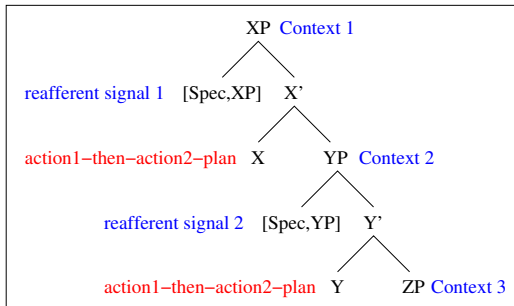 XP Context 1
reafferent signal 1 [Spec,XP] X'
action1−then−action2−plan X YP Context 2
reafferent signal 2 [Spec,YP] Y'
action1−then−action2−plan Y ZP Context 3